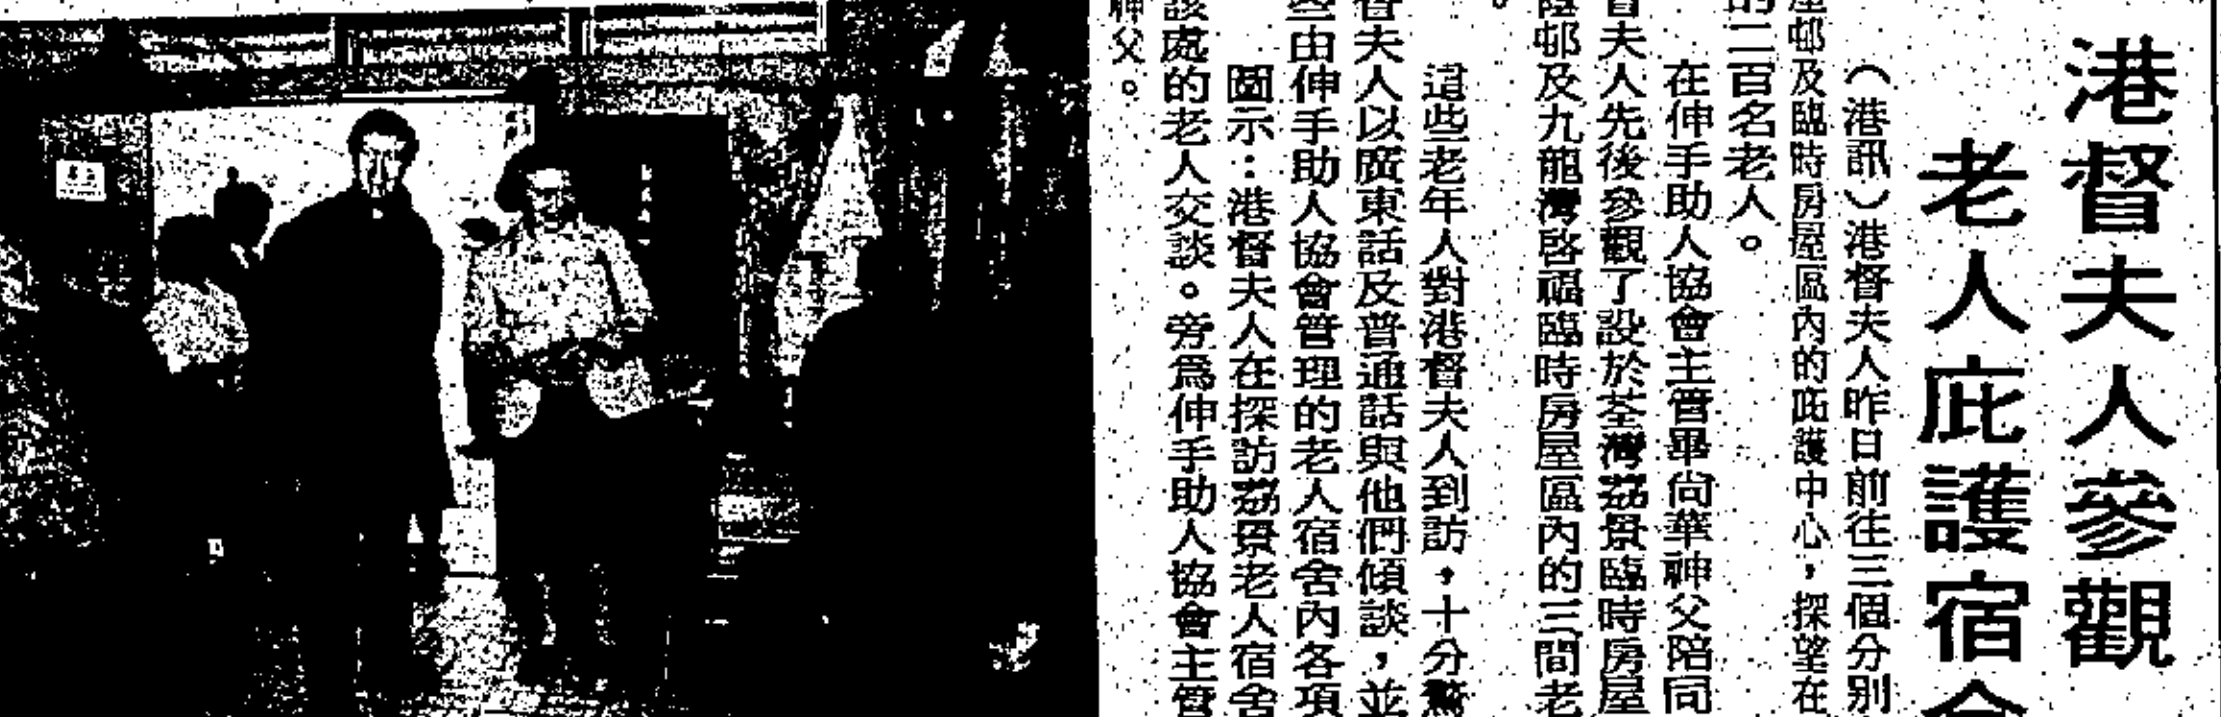 港督夫人參觀
老人庇護宿舍
（港訊）港督夫人昨日前往三個分別
屋邨及臨時房屋區內的庇護中心，探望在
的二百名老人。
在伸手助人協會主管畢尚華神父陪同
督夫人先後參觀了設於荃灣荔景臨時房屋
邨及九龍灣啓福臨時房屋區內的三間老
。
這些老年人對港督夫人到訪，十分驚
督夫人以廣東話及普通話與他們傾談，並
些由伸手助人協會管理的老人宿舍內各項
圖示：港督夫人在探訪荔景老人宿舍
該處的老人交談。旁爲伸手助人協會主管
神父。